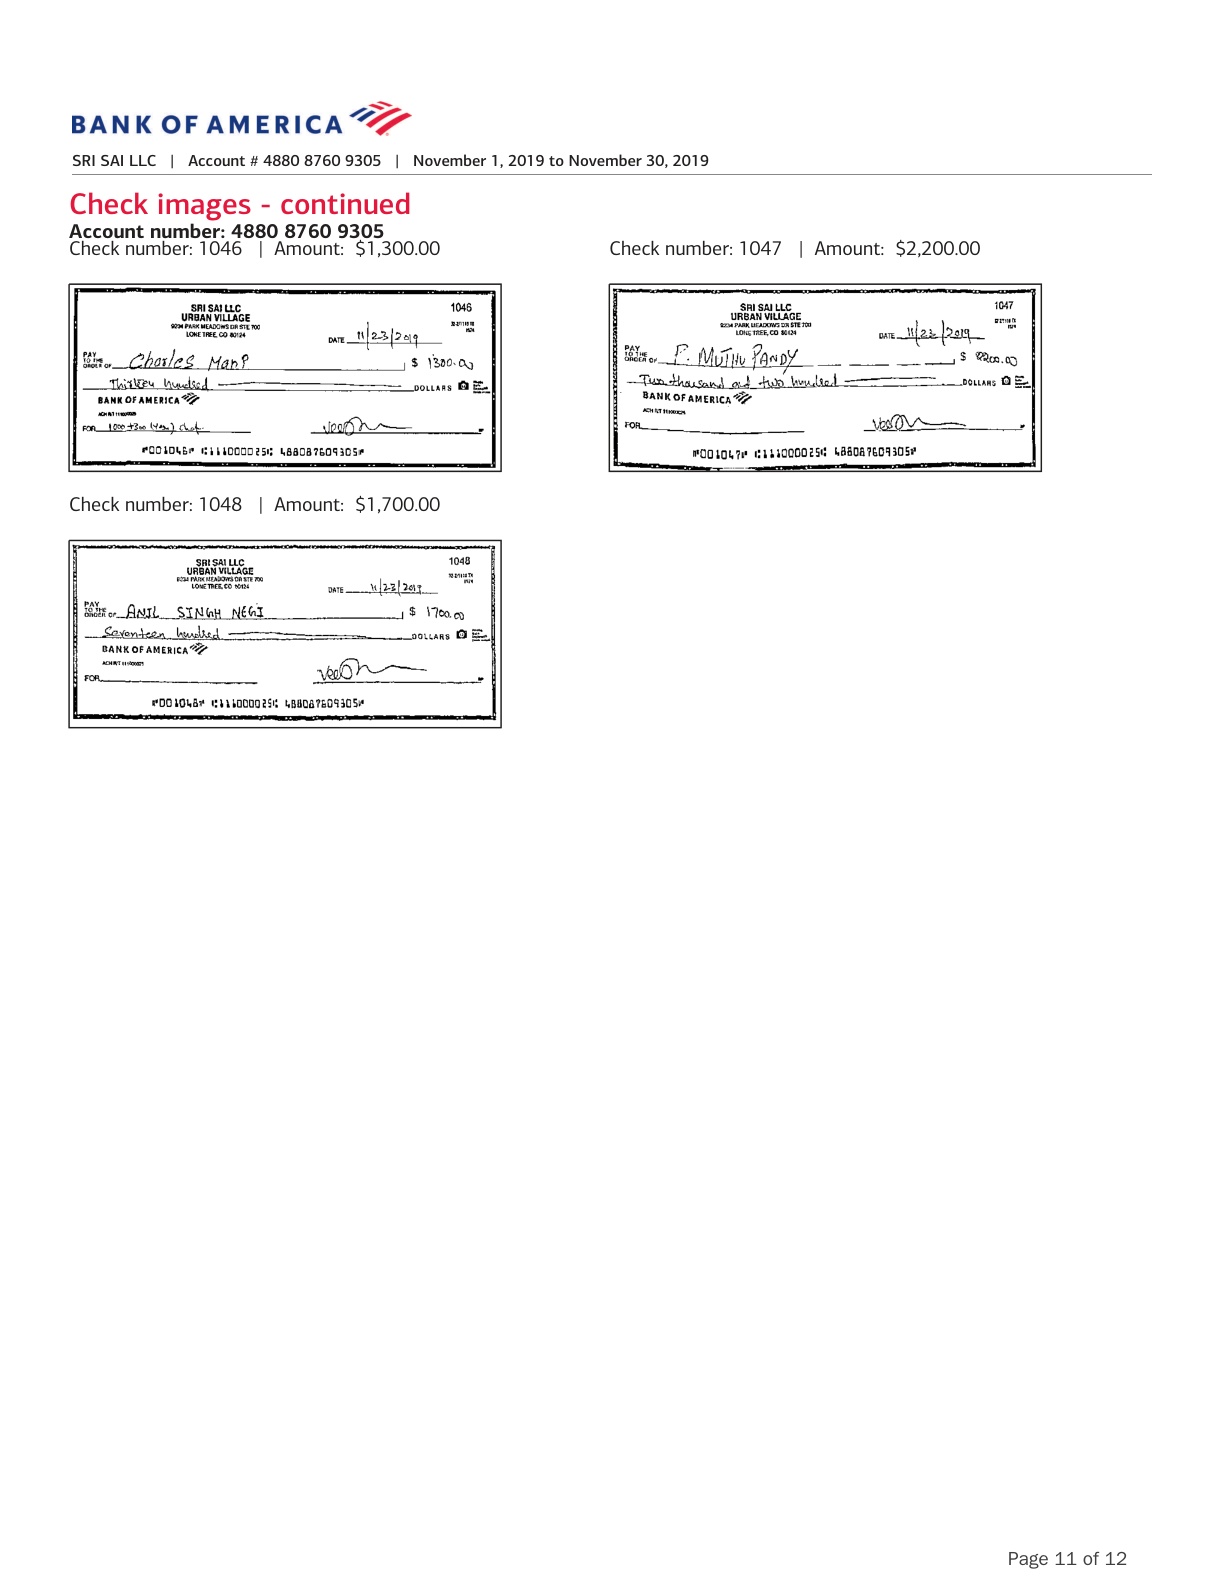 BANK OF AMERICA
SRI SAI LLC | Account # 4880 8760 9305 | November 1, 2019 to November 30, 2019
Check images - continued
Account number: 4880 8760 9305
Check number: 1046 | Amount: $1,300.00
SRI SAI LLC
URBAN VILLAGE
9234 PARK MEADOWS DR STE 700
LONE TREE, CO 80124
1046
DATE 11/23/2019
PAY TO THE ORDER OF Charles Man? $ 1300.00
Thirteen hundred DOLLARS
BANK OF AMERICA
ACH R/T 111000025
FOR 1000+300
⑈001046⑈ ⑆111000025⑆ 488087609305⑈
Check number: 1047 | Amount: $2,200.00
SRI SAI LLC
URBAN VILLAGE
9234 PARK MEADOWS DR STE 700
LONE TREE, CO 80124
1047
DATE 11/23/2019
PAY TO THE ORDER OF P. MUTHU PANDY $ 2200.00
Two thousand and two hundred DOLLARS
BANK OF AMERICA
ACH R/T 111000025
FOR
⑈001047⑈ ⑆111000025⑆ 488087609305⑈
Check number: 1048 | Amount: $1,700.00
SRI SAI LLC
URBAN VILLAGE
9234 PARK MEADOWS DR STE 700
LONE TREE, CO 80124
1048
DATE 11/23/2019
PAY TO THE ORDER OF ANIL SINGH NEGI $ 1700.00
Seventeen hundred DOLLARS
BANK OF AMERICA
ACH R/T 111000025
FOR
⑈001048⑈ ⑆111000025⑆ 488087609305⑈
Page 11 of 12